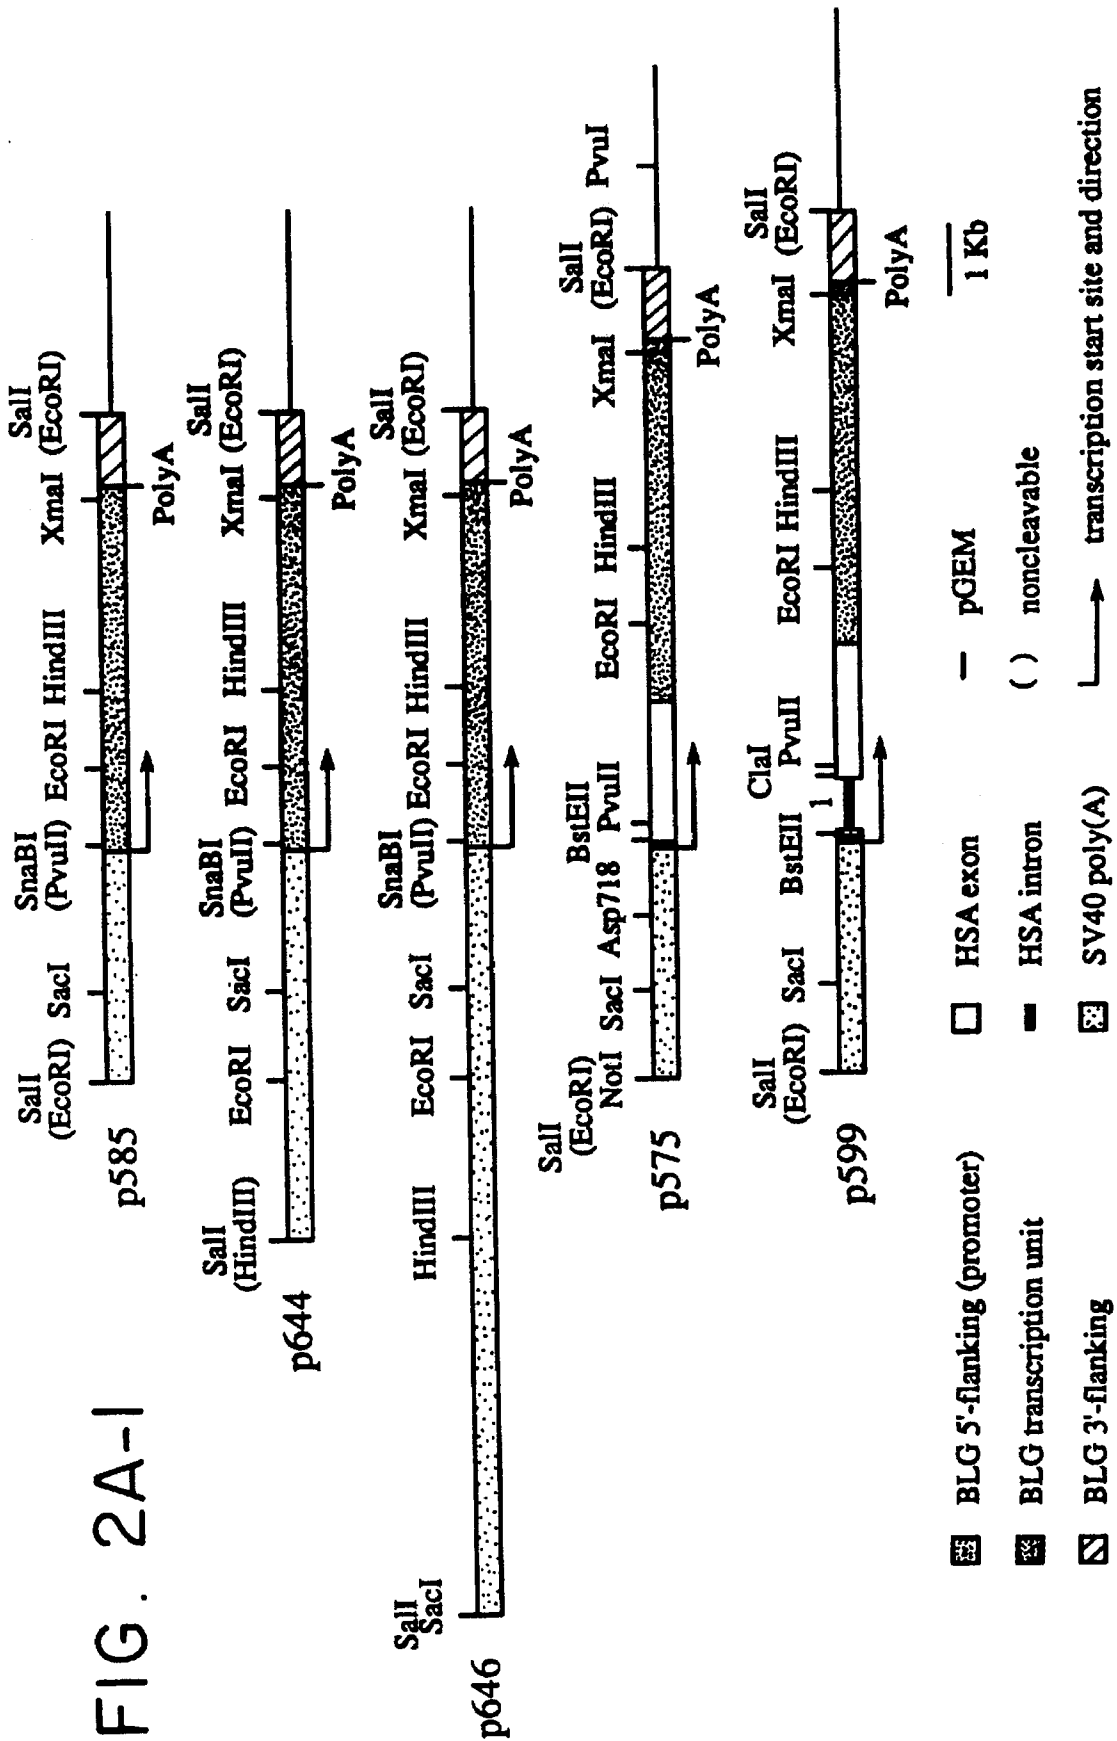 FIG. 2A-1
SalI
(EcoRI) SacI
SnaBI
(PvuII) EcoRI HindIII
XmaI
SalI
(EcoRI)
p585
PolyA
SalI
(HindIII)
EcoRI SacI
SnaBI
(PvuII)
EcoRI HindIII
XmaI
SalI
(EcoRI)
p644
PolyA
SalI
SacI
HindIII
EcoRI SacI
SnaBI
(PvuII) EcoRI HindIII
XmaI
SalI
(EcoRI)
p646
PolyA
SalI
(EcoRI)
NotI SacI Asp718
BstEII
PvuII
EcoRI HindIII
XmaI
SalI
(EcoRI) PvuI
p575
PolyA
SalI
(EcoRI) SacI
BstEII
1
ClaI
PvuII
EcoRI HindIII
XmaI
SalI
(EcoRI)
p599
PolyA
BLG 5'-flanking (promoter)
HSA exon
pGEM
1 Kb
BLG transcription unit
HSA intron
( ) noncleavable
BLG 3'-flanking
SV40 poly(A)
transcription start site and direction